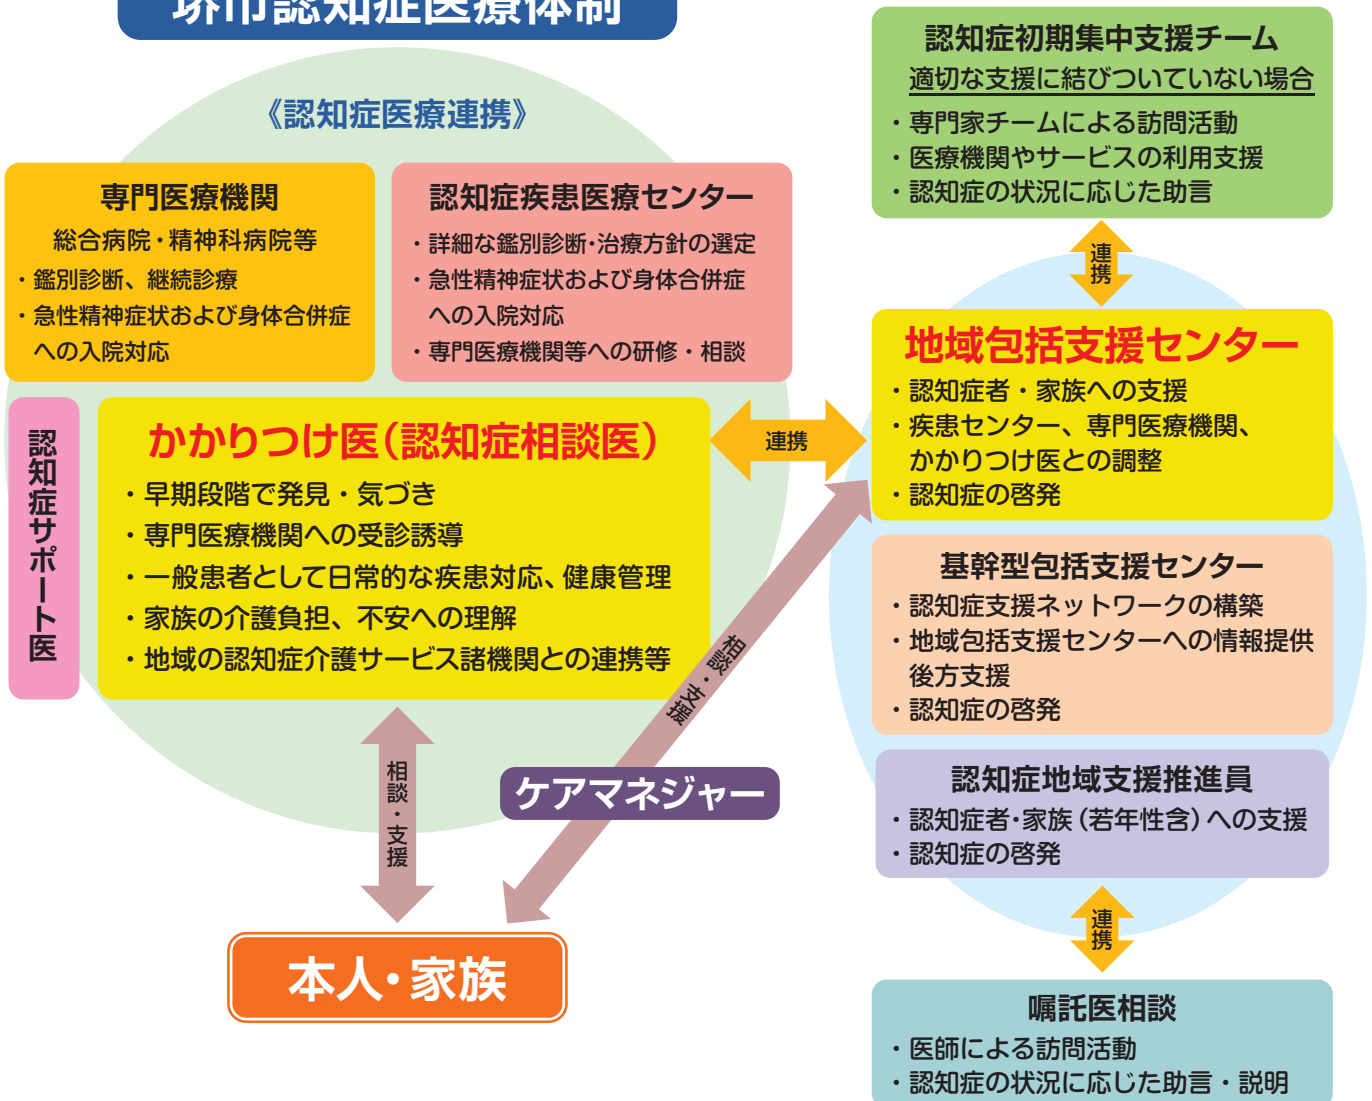 堺市認知症医療体制
《認知症医療連携》
専門医療機関
総合病院・精神科病院等
・鑑別診断、継続診療
・急性精神症状および身体合併症
への入院対応
認知症疾患医療センター
・詳細な鑑別診断・治療方針の選定
・急性精神症状および身体合併症
への入院対応
・専門医療機関等への研修・相談
認知症サポート医
かかりつけ医（認知症相談医）
・早期段階で発見・気づき
・専門医療機関への受診誘導
・一般患者として日常的な疾患対応、健康管理
・家族の介護負担、不安への理解
・地域の認知症介護サービス諸機関との連携等
連携
相談・支援
相談・支援
ケアマネジャー
本人・家族
認知症初期集中支援チーム
適切な支援に結びついていない場合
・専門家チームによる訪問活動
・医療機関やサービスの利用支援
・認知症の状況に応じた助言
連携
地域包括支援センター
・認知症者・家族への支援
・疾患センター、専門医療機関、
かかりつけ医との調整
・認知症の啓発
基幹型包括支援センター
・認知症支援ネットワークの構築
・地域包括支援センターへの情報提供
後方支援
・認知症の啓発
認知症地域支援推進員
・認知症者・家族（若年性含）への支援
・認知症の啓発
連携
嘱託医相談
・医師による訪問活動
・認知症の状況に応じた助言・説明